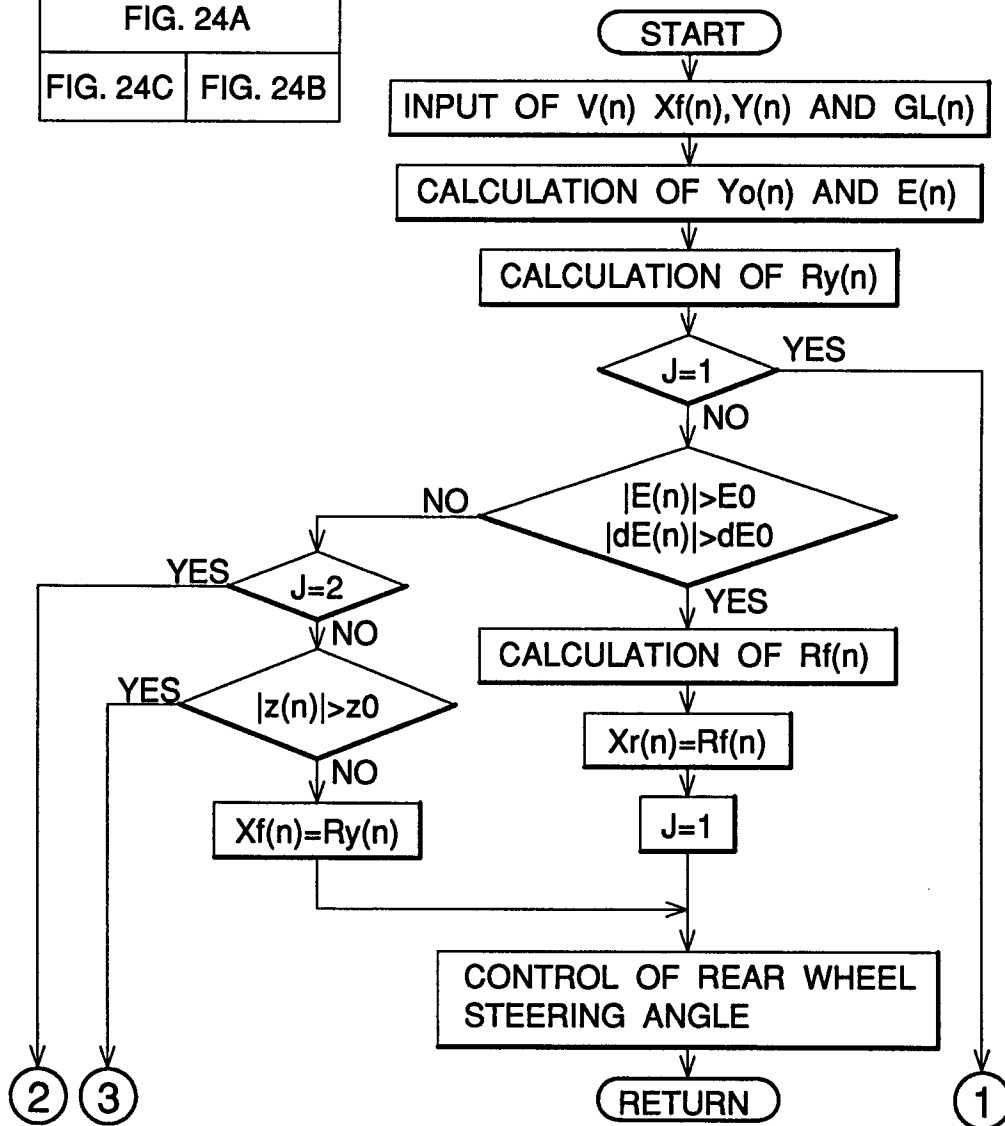 FIG. 24A
FIG. 24C FIG. 24B
START
INPUT OF V(n) Xf(n),Y(n) AND GL(n)
CALCULATION OF Yo(n) AND E(n)
CALCULATION OF Ry(n)
J=1
YES
NO
|E(n)|>E0
|dE(n)|>dE0
NO
YES
J=2
YES
NO
CALCULATION OF Rf(n)
|z(n)|>z0
YES
NO
Xr(n)=Rf(n)
Xf(n)=Ry(n)
J=1
CONTROL OF REAR WHEEL
STEERING ANGLE
RETURN
2
3
1